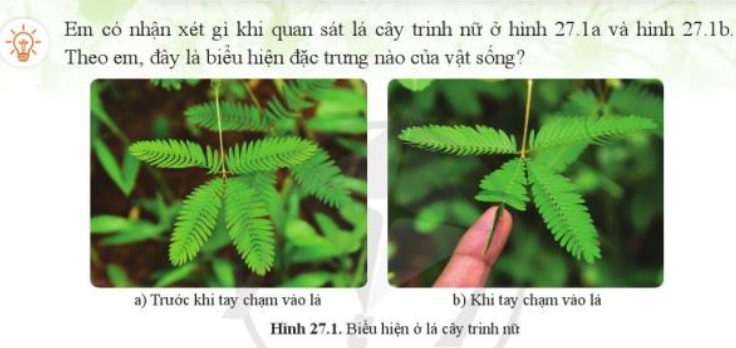 Em có nhận xét gì khi quan sát lá cây trinh nữ ở hình 27.1a và hình 27.1b.
Theo em, đây là biểu hiện đặc trưng nào của vật sống?
a) Trước khi tay chạm vào lá
b) Khi tay chạm vào lá
Hình 27.1. Biểu hiện ở lá cây trinh nữ